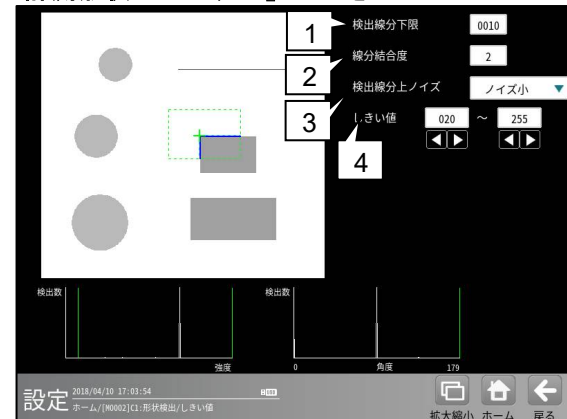 1 検出線分下限 0010
2 線分結合度 2
3 検出線分上ノイズ ノイズ小
4 しきい値 020 ～ 255
検出数 検出数
強度 0 角度 179
設定 2018/04/10 17:03:54
ホーム/[M0002]C1:形状検出/しきい値
拡大縮小 ホーム 戻る